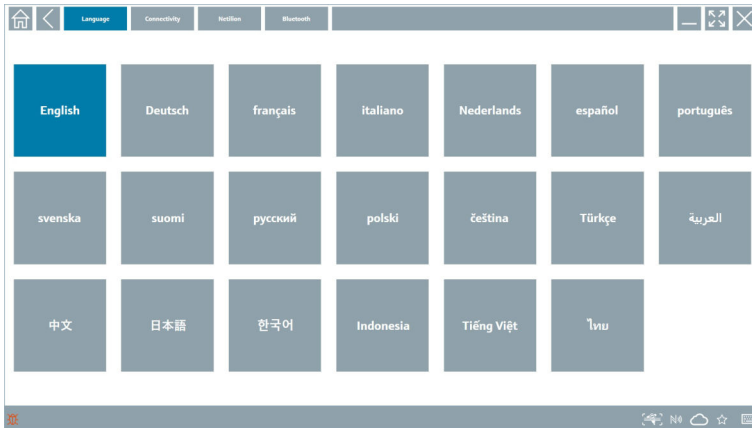 Language Connectivity Netilion Bluetooth
English Deutsch français italiano Nederlands español português
svenska suomi русский polski čeština Türkçe العربية
中文 日本語 한국어 Indonesia Tiếng Việt ไทย